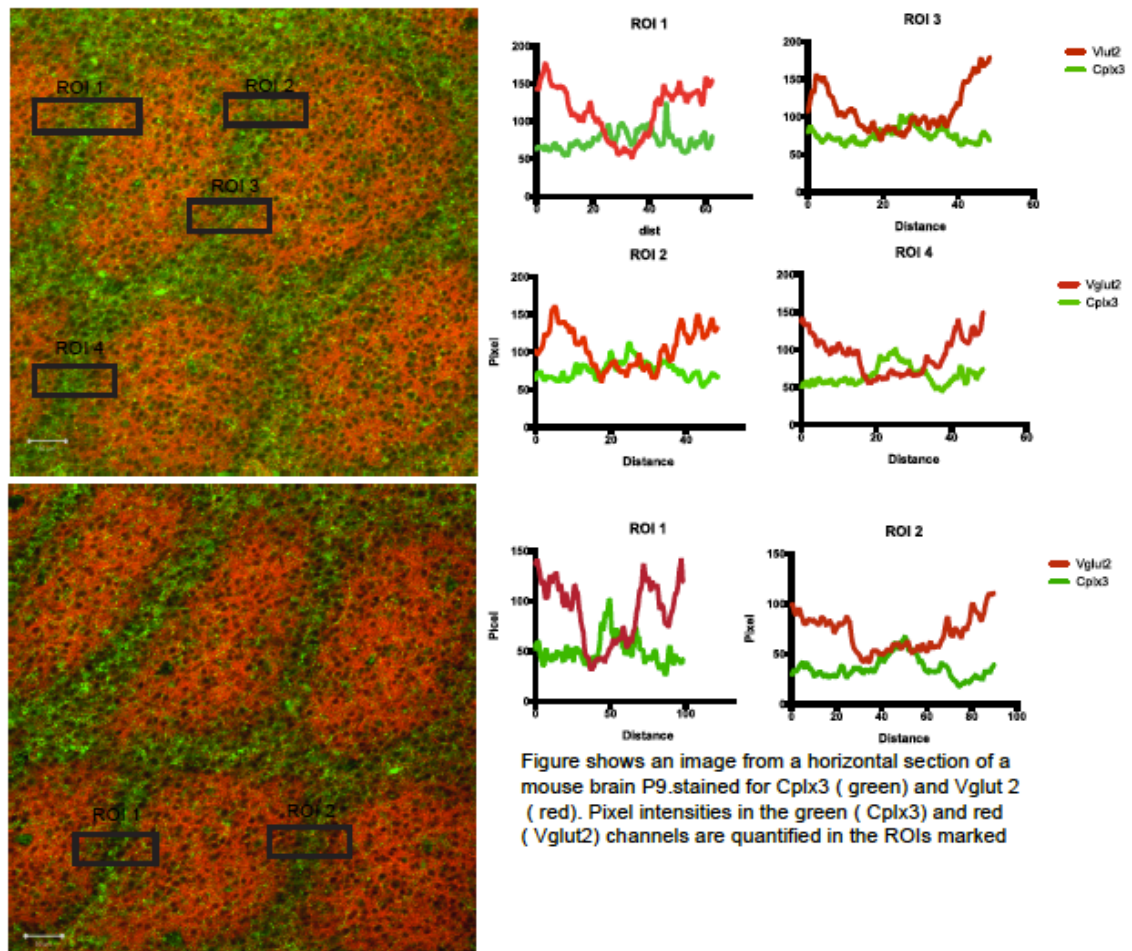 ROI 1
ROI 2
ROI 3
ROI 4
ROI 1
200
150
100
50
0
0 20 40 60
dist
ROI 3
200
150
100
50
0
0 20 40 60
Distance
Vlut2
Cplx3
ROI 2
Pixel
200
150
100
50
0
0 20 40
Distance
ROI 4
200
150
100
50
0
0 20 40 60
Distance
Vglut2
Cplx3
ROI 1
ROI 2
ROI 1
Picel
150
100
50
0
0 100
Distance
ROI 2
Pixel
150
100
50
0
0 20 40 60 80 100
Distance
Vglut2
Cplx3
Figure shows an image from a horizontal section of a
mouse brain P9.stained for Cplx3 ( green) and Vglut 2
( red). Pixel intensities in the green ( Cplx3) and red
( Vglut2) channels are quantified in the ROIs marked